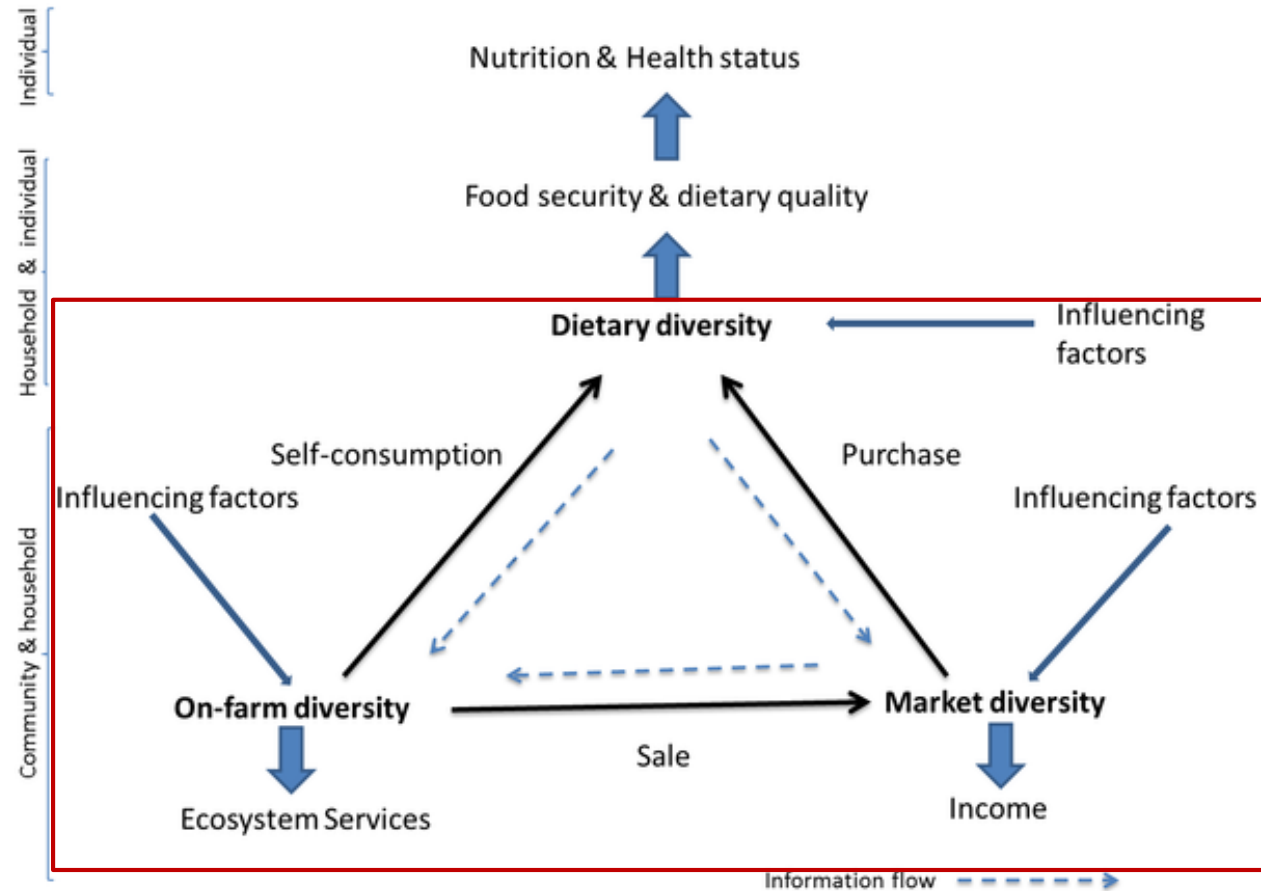 Individual
Nutrition & Health status
Household & individual
Food security & dietary quality
Dietary diversity
Influencing
factors
Community & household
Self-consumption
Purchase
Influencing factors
Influencing factors
On-farm diversity
Market diversity
Sale
Ecosystem Services
Income
Information flow